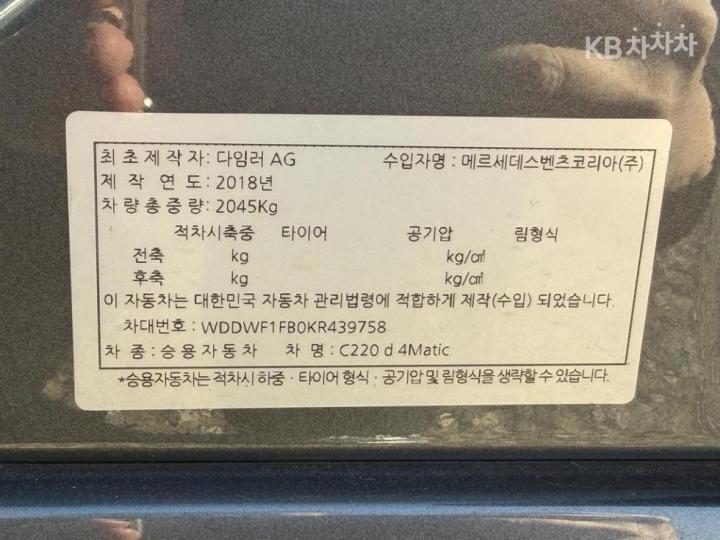 KB차차차
최초제작자: 다임러 AG 수입자명 : 메르세데스벤츠코리아(주)
제 작 연 도: 2018년
차량총중량: 2045Kg
적차시축중 타이어 공기압 림형식
전축 kg kg/㎠
후축 kg kg/㎠
이 자동차는 대한민국 자동차 관리법령에 적합하게 제작(수입) 되었습니다.
차대번호 : WDDWF1FB0KR439758
차 종 : 승용자동차 차 명 : C220 d 4Matic
*승용자동차는 적차시 하중 · 타이어 형식 · 공기압 및 림형식을 생략할 수 있습니다.